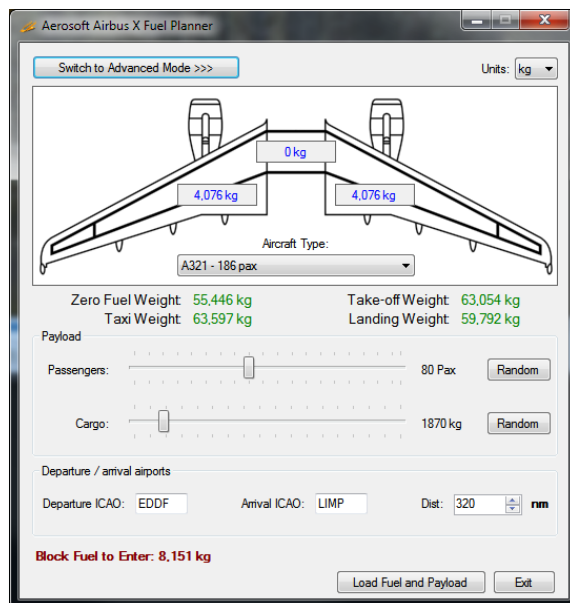 Aerosoft Airbus X Fuel Planner
Switch to Advanced Mode >>>
Units: kg
0 kg
4,076 kg 4,076 kg
Aircraft Type:
A321 - 186 pax
Zero Fuel Weight: 55,446 kg Take-off Weight: 63,054 kg
Taxi Weight: 63,597 kg Landing Weight: 59,792 kg
Payload
Passengers: 80 Pax Random
Cargo: 1870 kg Random
Departure / arrival airports
Departure ICAO: EDDF Arrival ICAO: LIMP Dist: 320 nm
Block Fuel to Enter: 8,151 kg
Load Fuel and Payload Exit